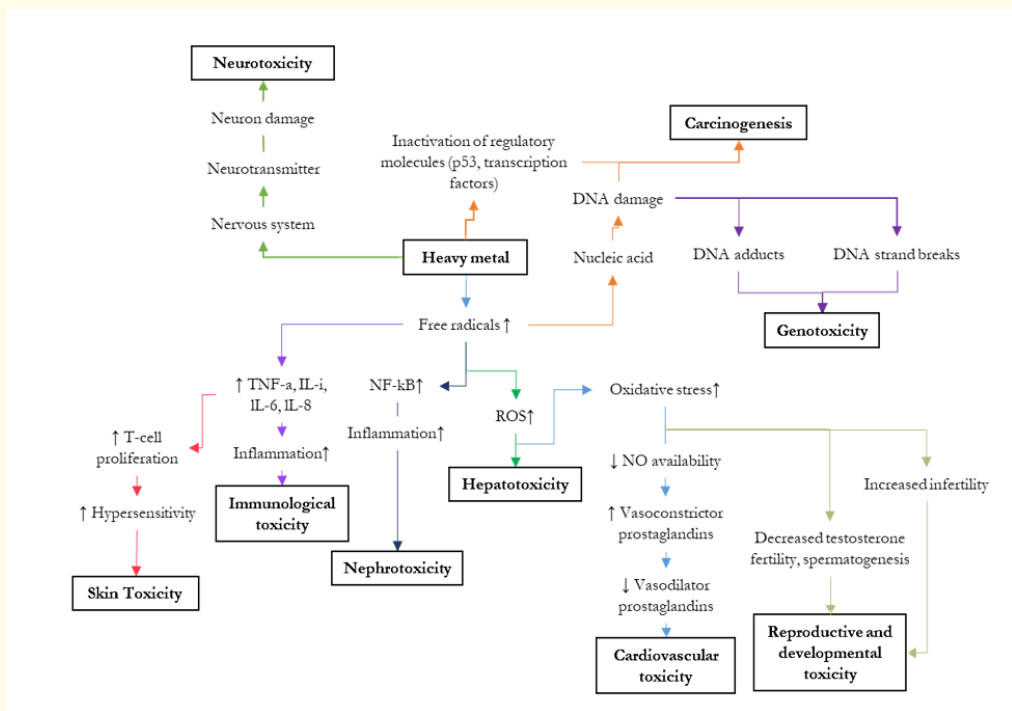 Neurotoxicity
Neuron damage
Neurotransmitter
Nervous system
Inactivation of regulatory
molecules (p53, transcription
factors)
Carcinogenesis
DNA damage
Nucleic acid
Heavy metal
DNA adducts
DNA strand breaks
Genotoxicity
Free radicals ↑
↑ TNF-a, IL-i,
lL-6, lL-8
Inflammation↑
Immunological
toxicity
↑ T-cell
proliferation
↑ Hypersensitivity
Skin Toxicity
NF-kB↑
Inflammation↑
Nephrotoxicity
ROS↑
Hepatotoxicity
Oxidative stress↑
↓ NO availability
↑ Vasoconstrictor
prostaglandins
↓ Vasodilator
prostaglandins
Cardiovascular
toxicity
Increased infertility
Decreased testosterone
fertility, spermatogenesis
Reproductive and
developmental
toxicity